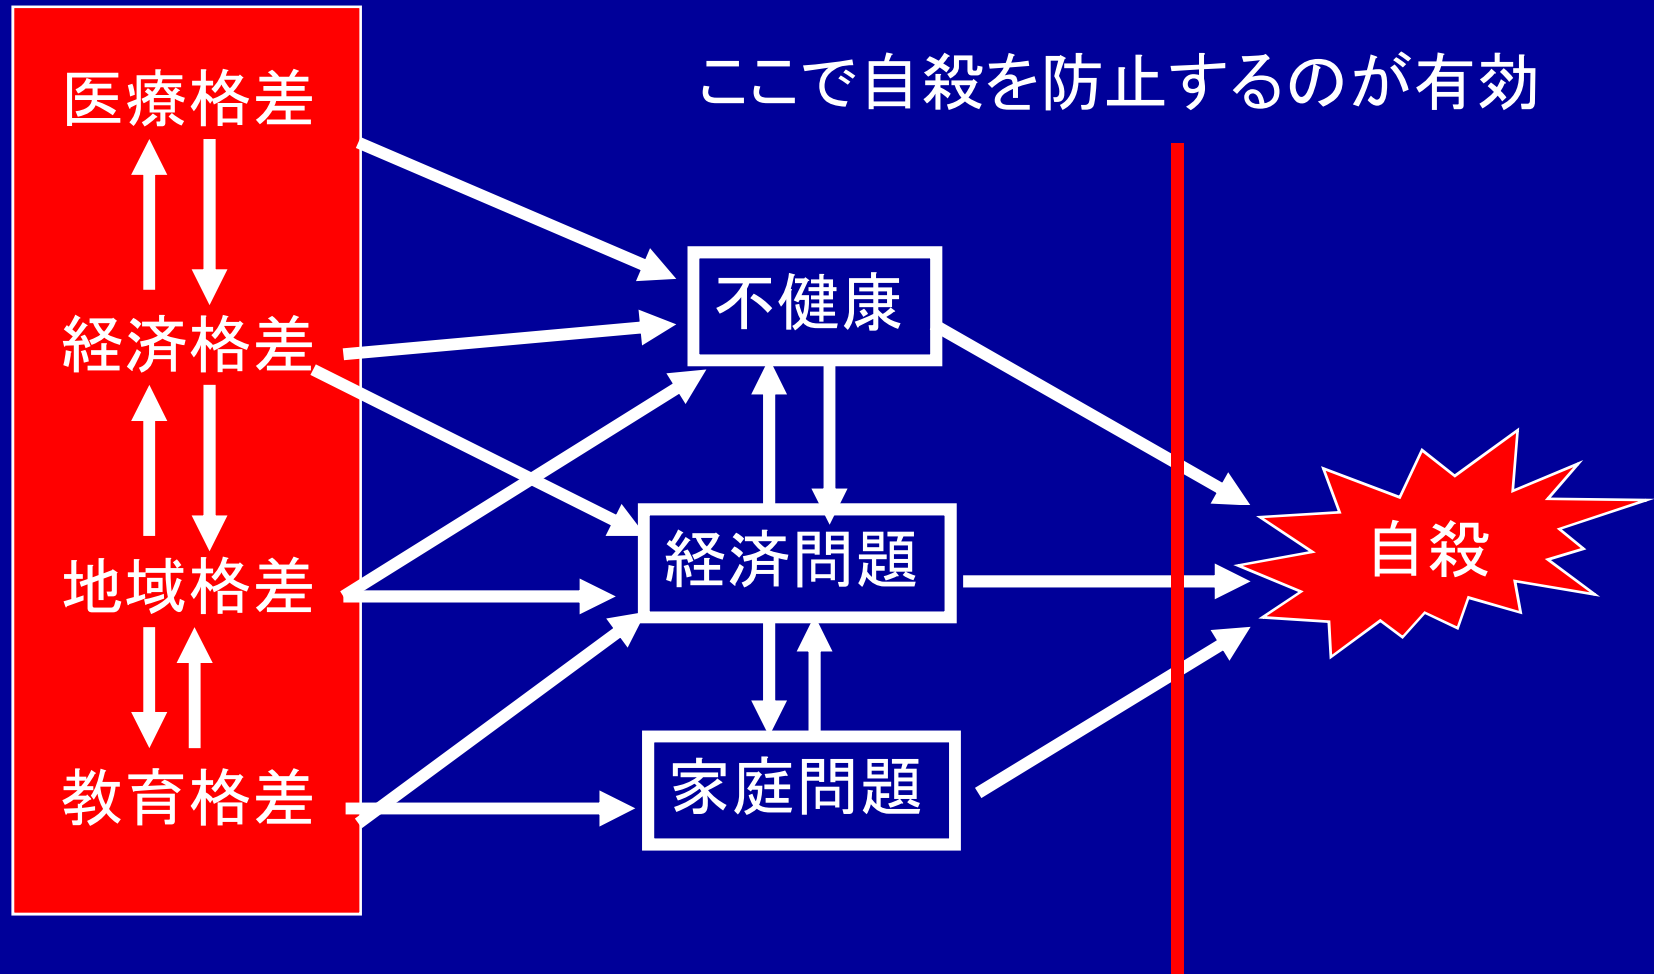 ここで自殺を防止するのが有効
医療格差
経済格差
地域格差
教育格差
不健康
経済問題
家庭問題
自殺